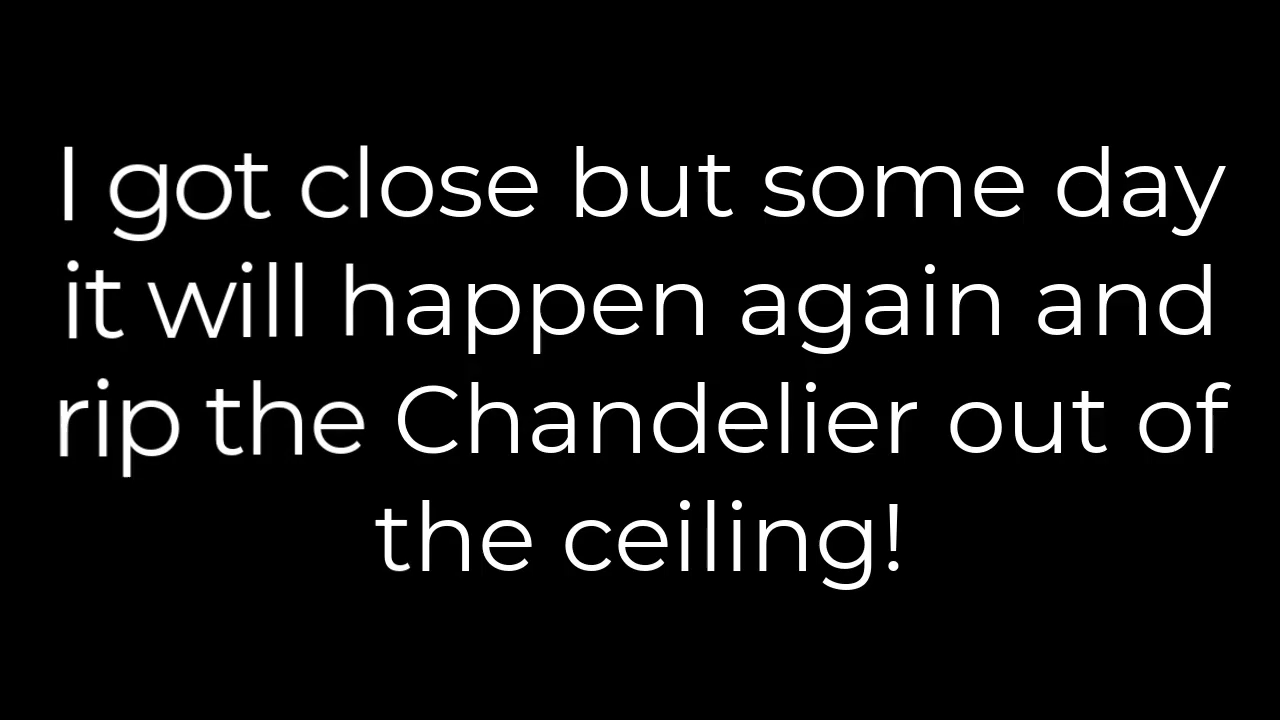 I got close but some day
it will happen again and
rip the Chandelier out of
the ceiling!